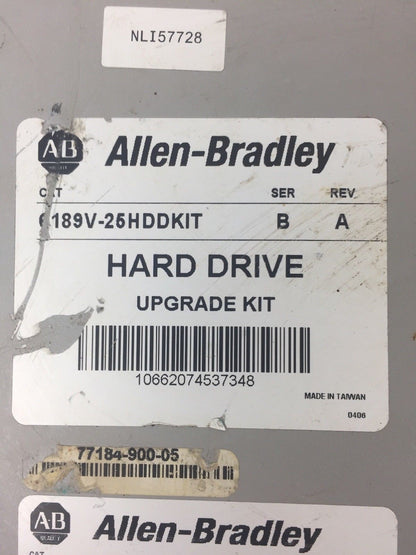 NLI57728
AB Allen-Bradley
CAT SER REV
6189V-25HDDKIT B A
HARD DRIVE
UPGRADE KIT
10662074537348
MADE IN TAIWAN
0406
77184-900-05
AB Allen-Bradley
CAT